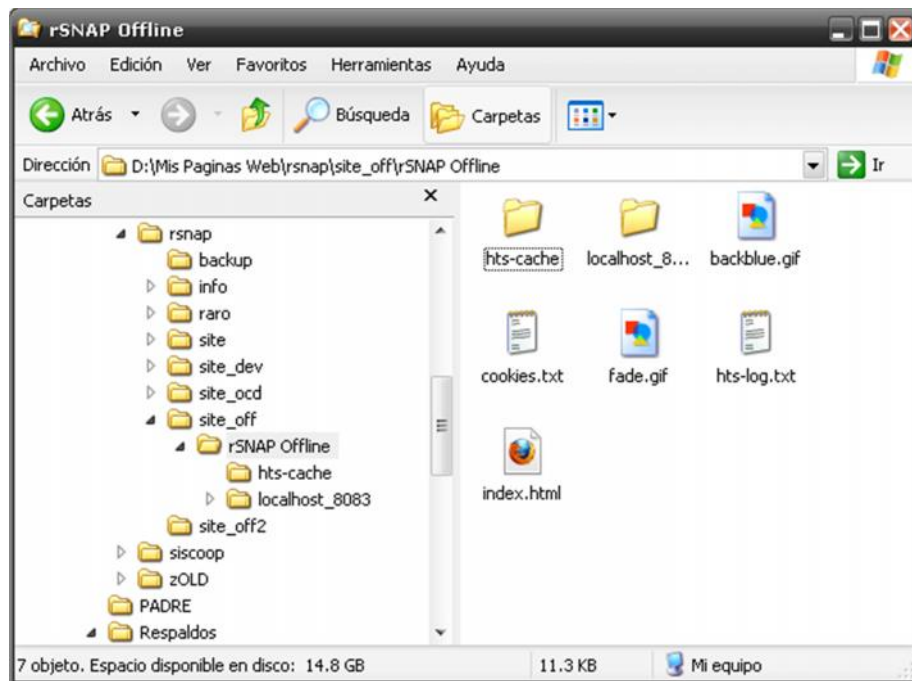 rSNAP Offline
Archivo Edición Ver Favoritos Herramientas Ayuda
Atrás Búsqueda Carpetas
Dirección D:\Mis Paginas Web\rsnap\site_off\rSNAP Offline Ir
Carpetas X
rsnap
backup
info
raro
site
site_dev
site_ocd
site_off
rSNAP Offline
hts-cache
localhost_8083
site_off2
siscoop
zOLD
PADRE
Respaldos
hts-cache localhost_8... backblue.gif
cookies.txt fade.gif hts-log.txt
index.html
7 objeto. Espacio disponible en disco: 14.8 GB 11.3 KB Mi equipo